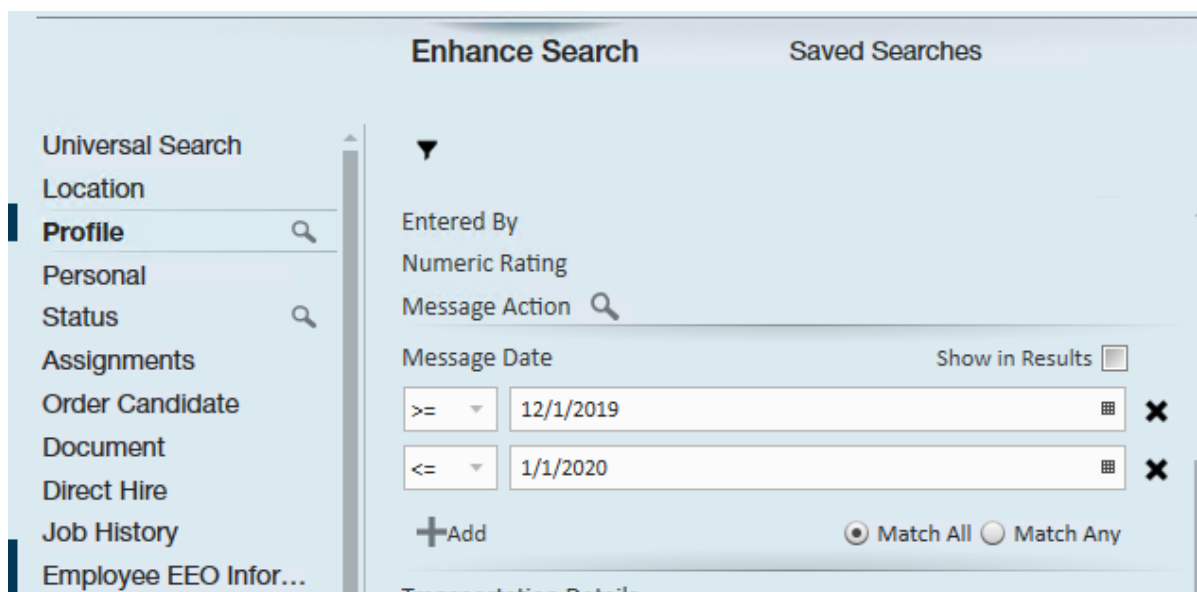 Enhance Search
Saved Searches
Universal Search
Location
Profile
Personal
Status
Assignments
Order Candidate
Document
Direct Hire
Job History
Employee EEO Infor...
Entered By
Numeric Rating
Message Action
Message Date
Show in Results
>=
12/1/2019
<=
1/1/2020
Add
Match All
Match Any
Transportation Details